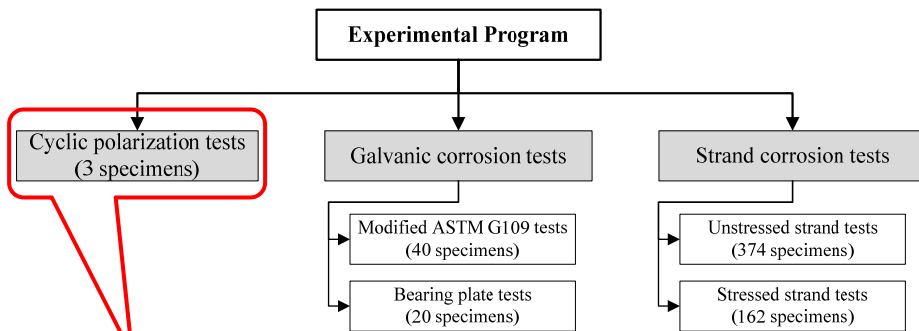 Experimental Program
Cyclic polarization tests
(3 specimens)
Galvanic corrosion tests
Strand corrosion tests
Modified ASTM G109 tests
(40 specimens)
Unstressed strand tests
(374 specimens)
Bearing plate tests
(20 specimens)
Stressed strand tests
(162 specimens)